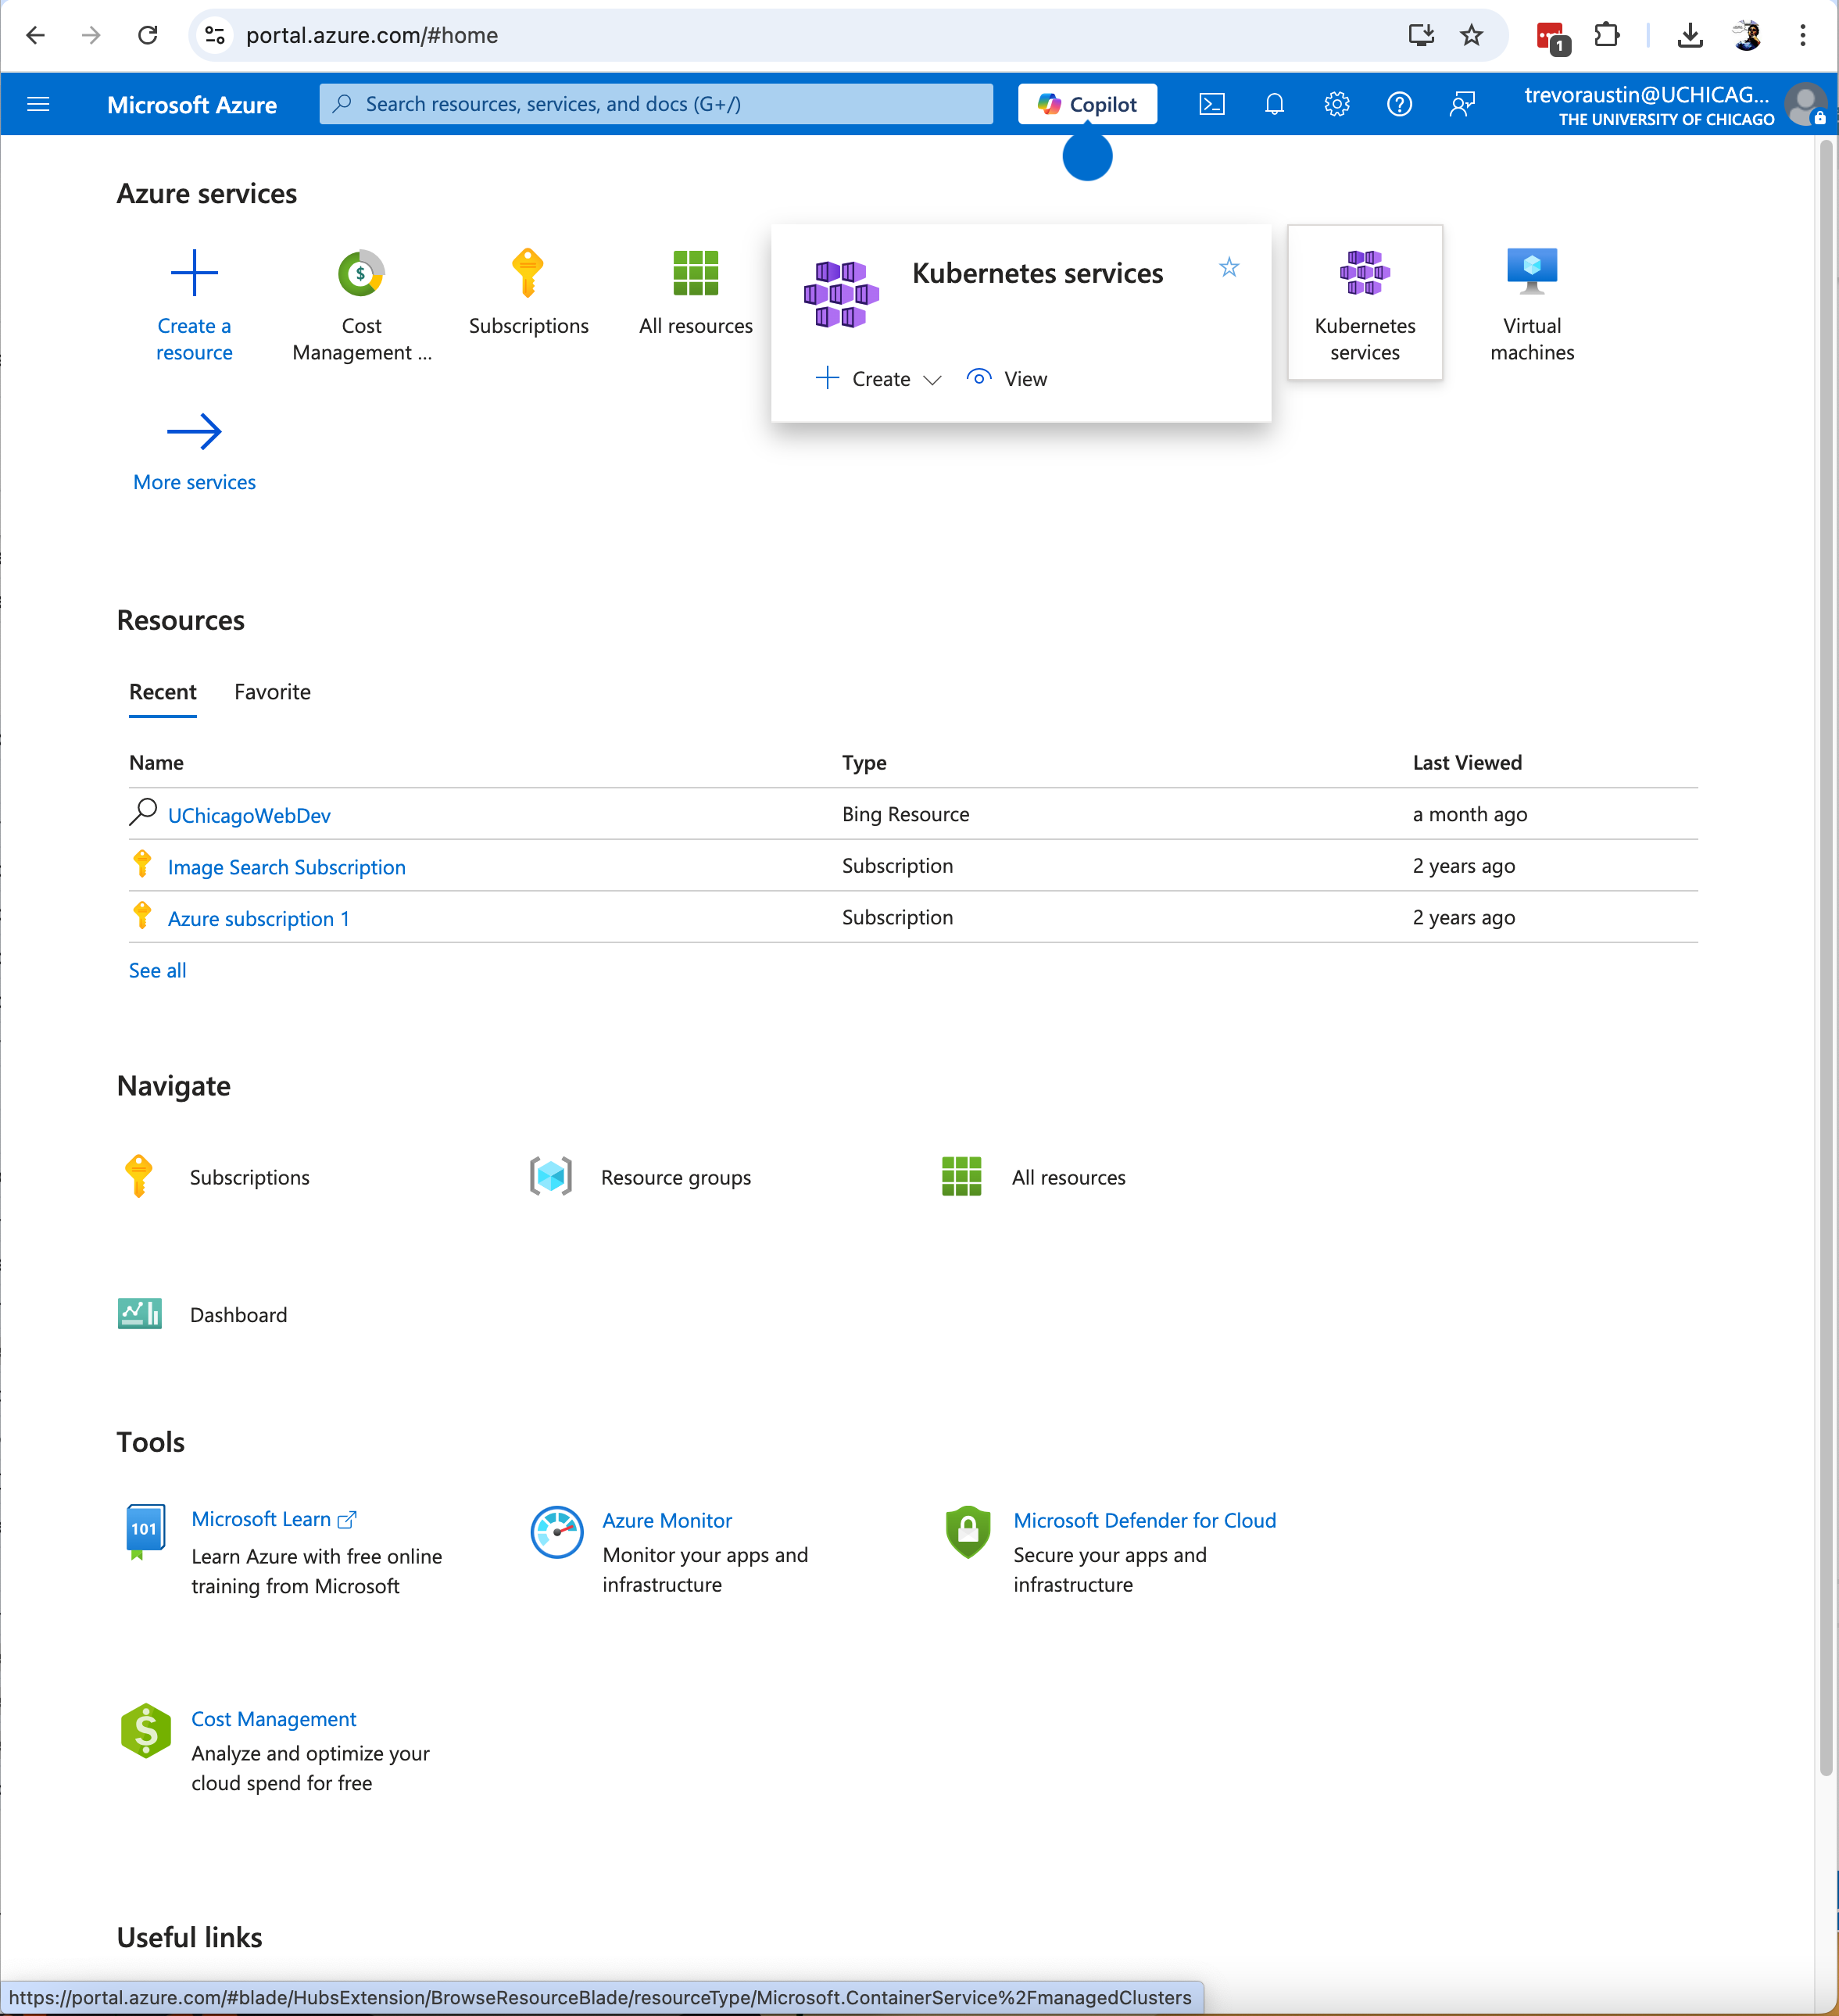 portal.azure.com/#home
1
Microsoft Azure
Search resources, services, and docs (G+/)
Copilot
trevoraustin@UCHICAG...
THE UNIVERSITY OF CHICAGO
Azure services
Create a
resource
Cost
Management ...
Subscriptions
All resources
Kubernetes services
Create
View
Kubernetes
services
Virtual
machines
More services
Resources
Recent
Favorite
Name Type Last Viewed
UChicagoWebDev Bing Resource a month ago
Image Search Subscription Subscription 2 years ago
Azure subscription 1 Subscription 2 years ago
See all
Navigate
Subscriptions
Resource groups
All resources
Dashboard
Tools
101
Microsoft Learn
Learn Azure with free online
training from Microsoft
Azure Monitor
Monitor your apps and
infrastructure
Microsoft Defender for Cloud
Secure your apps and
infrastructure
$
Cost Management
Analyze and optimize your
cloud spend for free
Useful links
https://portal.azure.com/#blade/HubsExtension/BrowseResourceBlade/resourceType/Microsoft.ContainerService%2FmanagedClusters